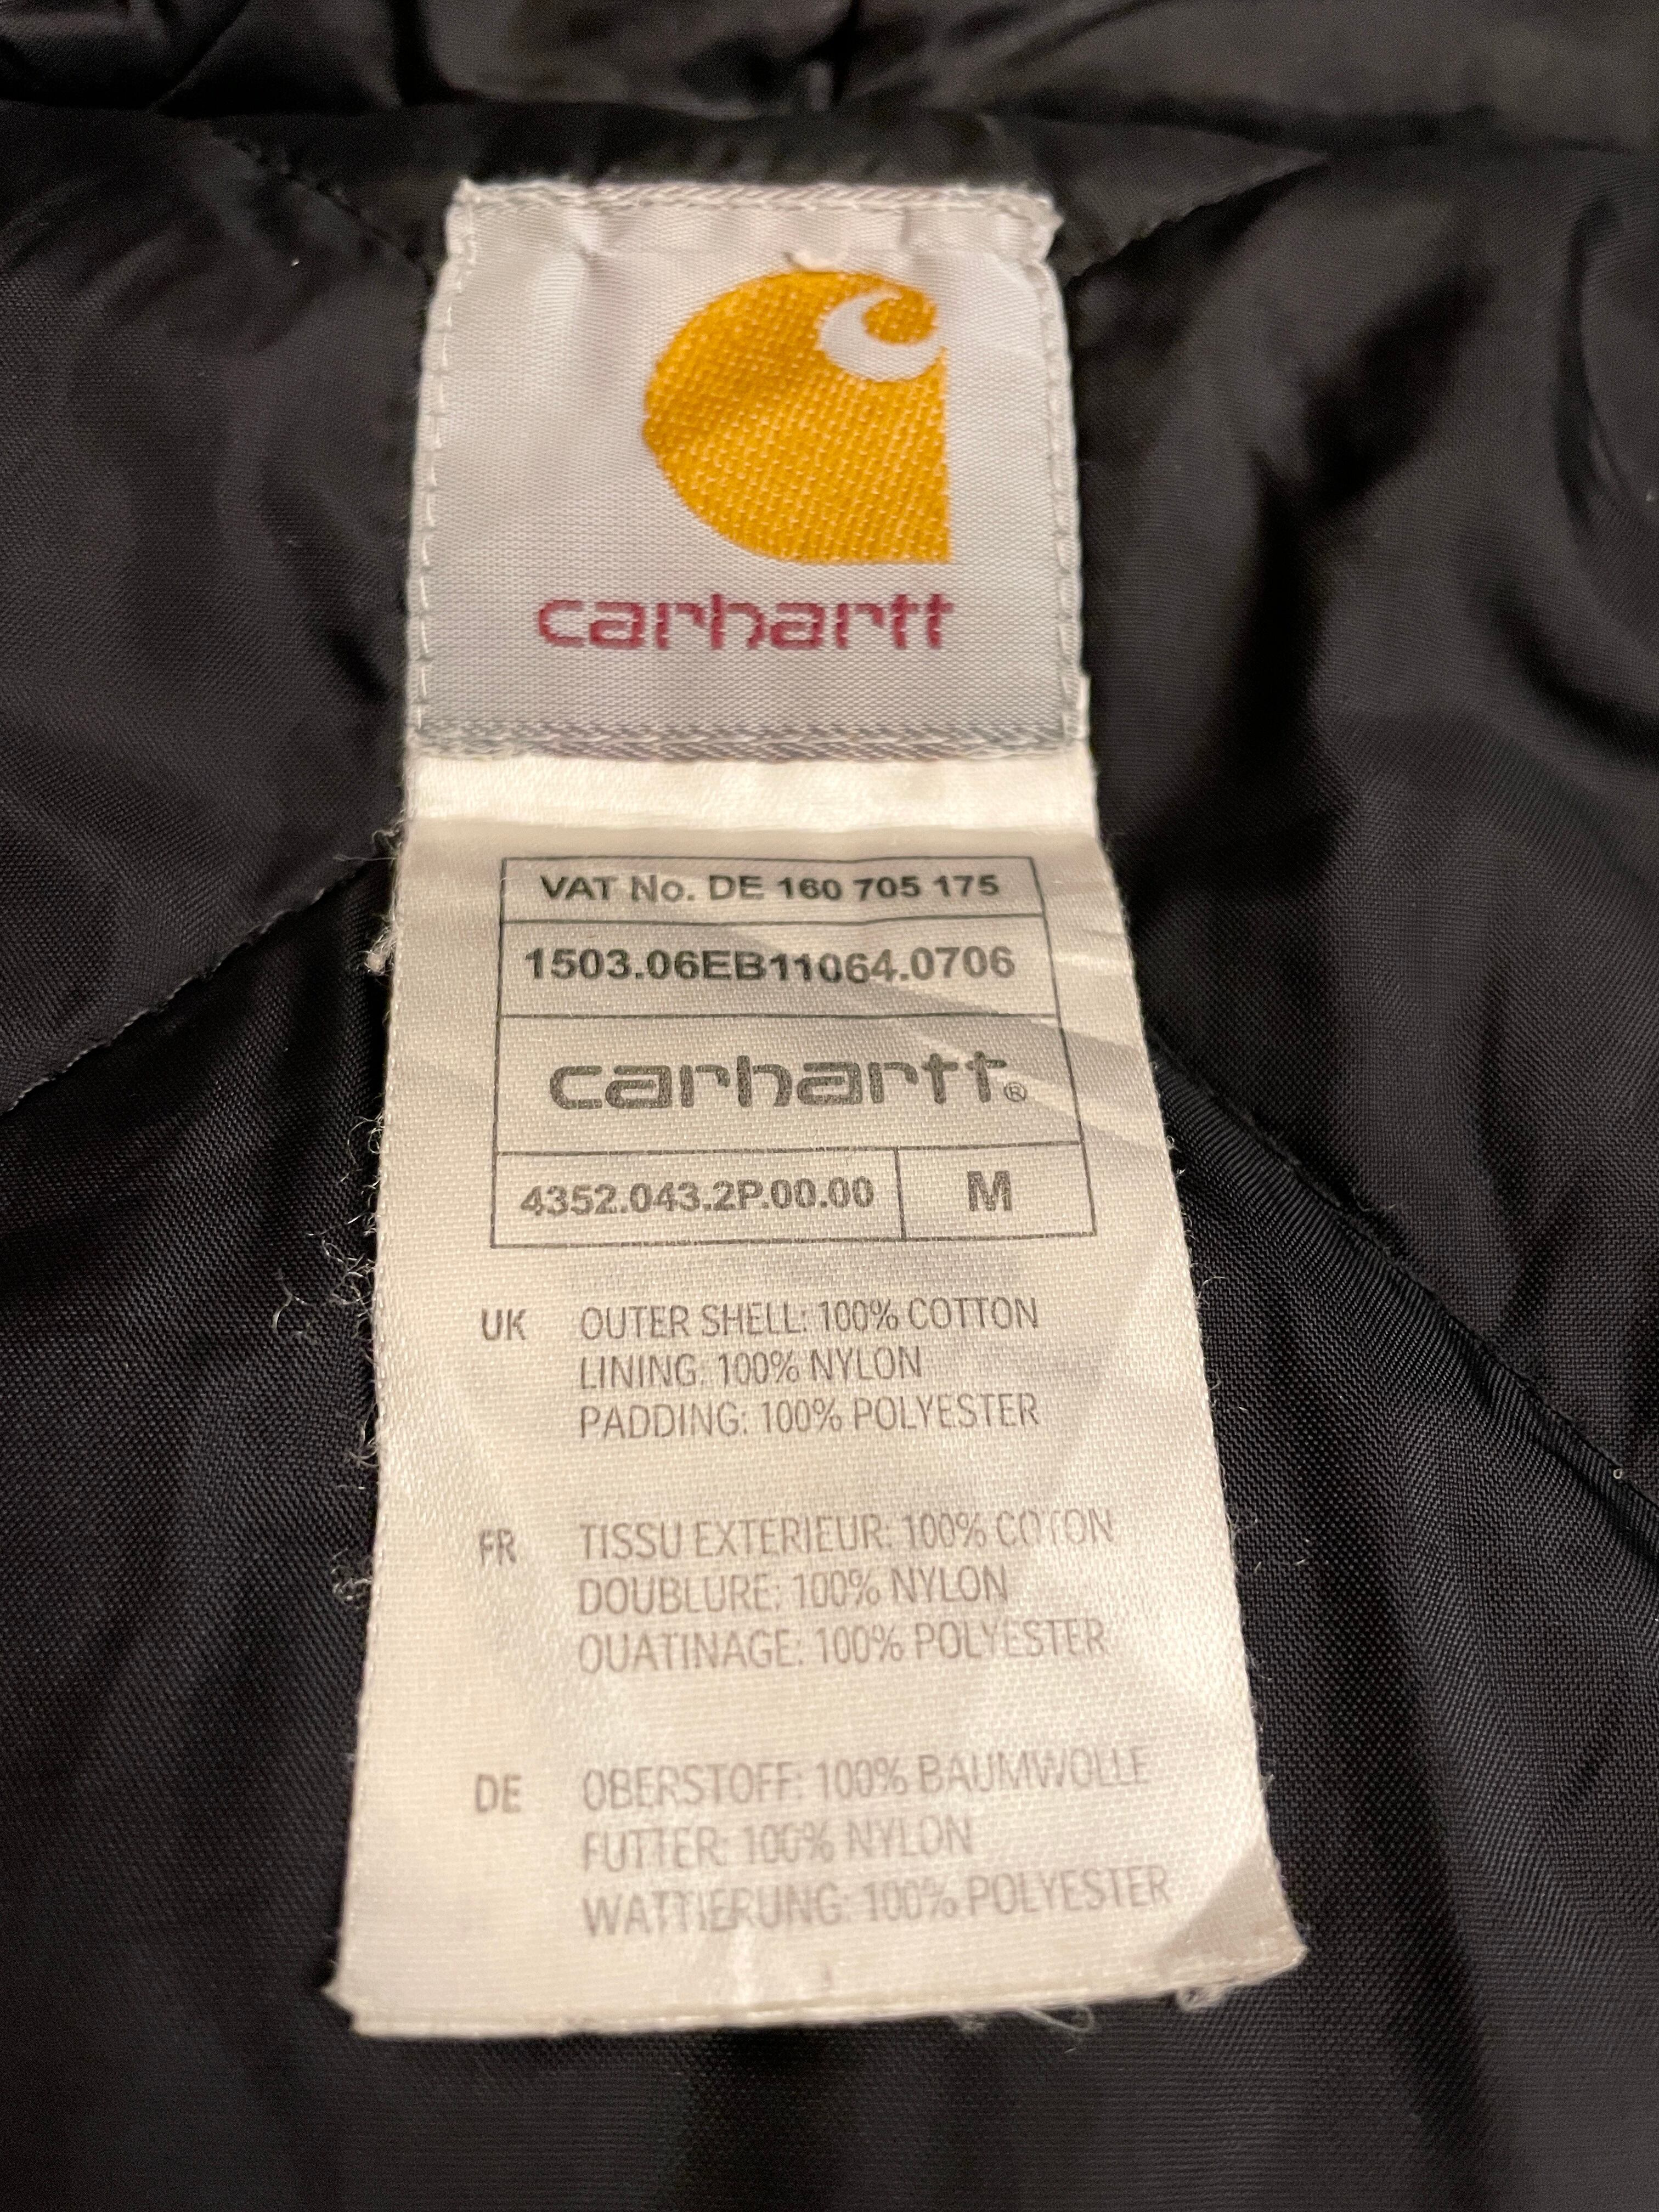 carhartt
VAT No. DE 160 705 175
1503.06EB11064.0706
carhartt®
4352.043.2P.00.00 M
UK OUTER SHELL: 100% COTTON
LINING: 100% NYLON
PADDING: 100% POLYESTER
FR TISSU EXTERIEUR: 100% COTON
DOUBLURE: 100% NYLON
OUATINAGE: 100% POLYESTER
DE OBERSTOFF: 100% BAUMWOLLE
FUTTER: 100% NYLON
WATTIERUNG: 100% POLYESTER